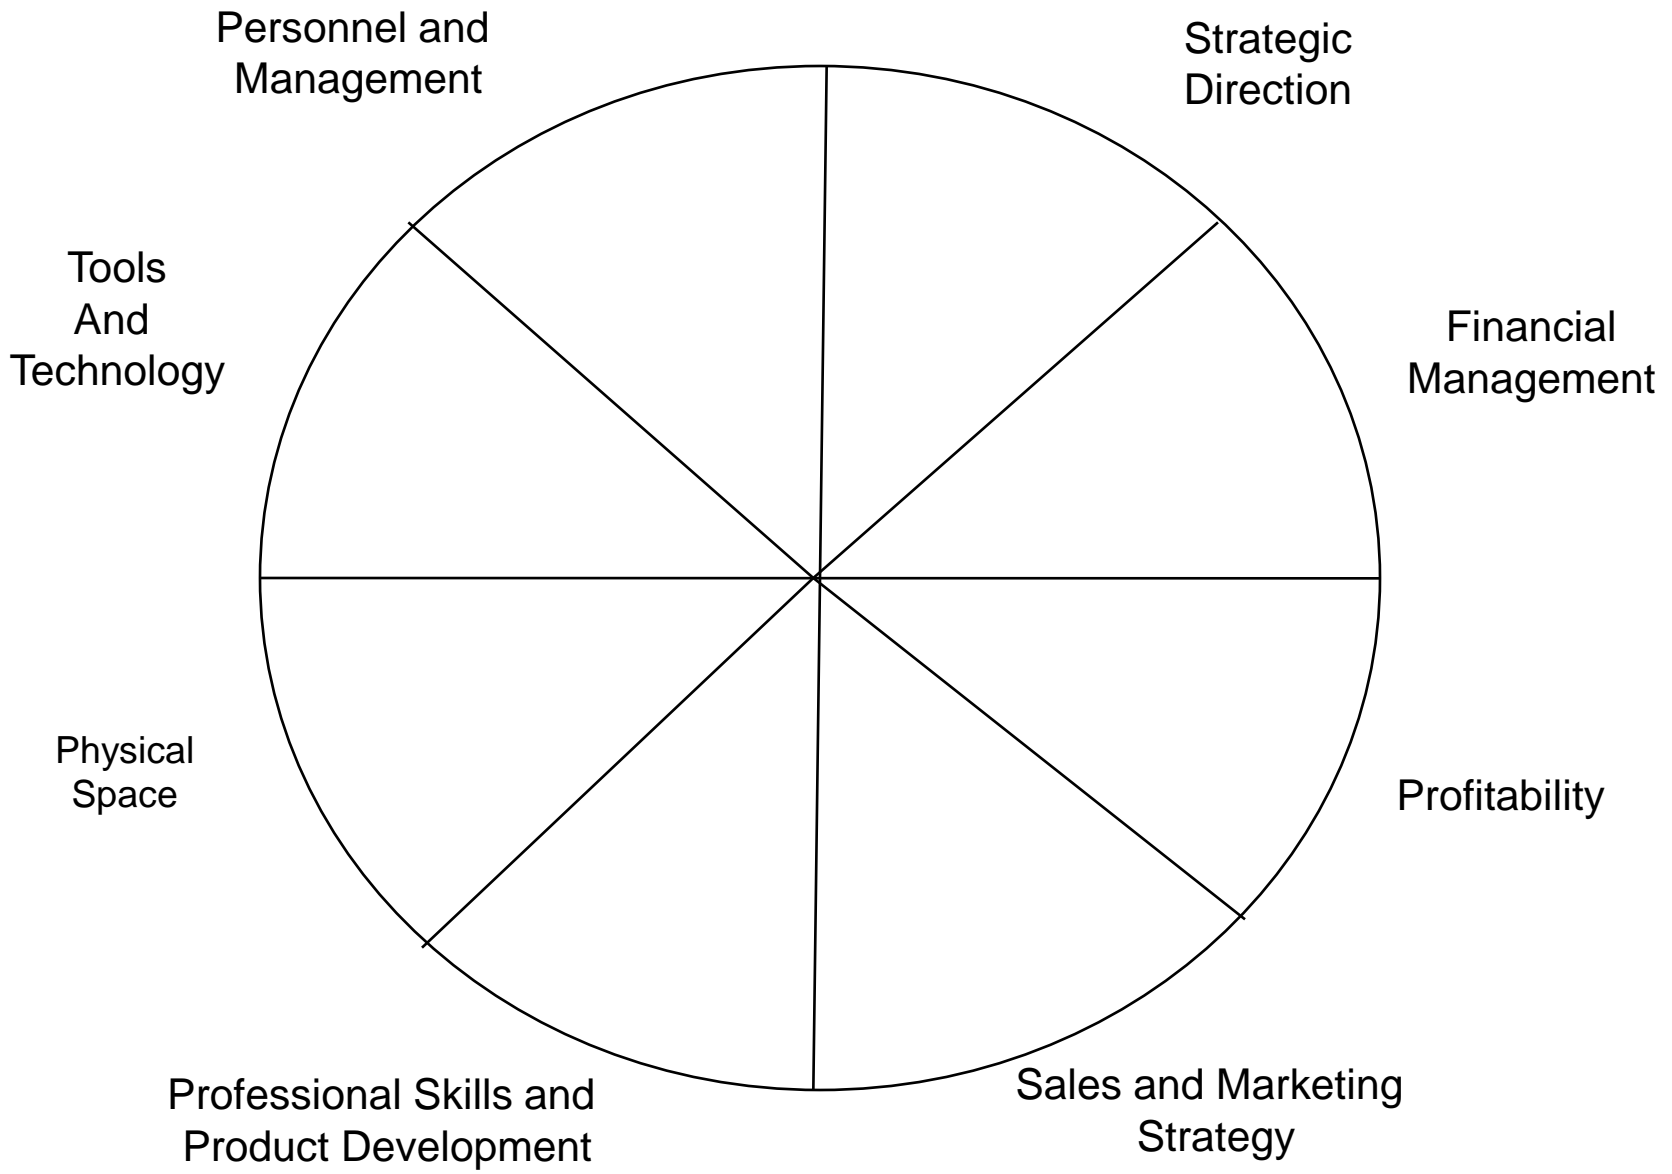 Personnel and
Management
Strategic
Direction
Tools
And
Technology
Financial
Management
Physical
Space
Profitability
Professional Skills and
Product Development
Sales and Marketing
Strategy